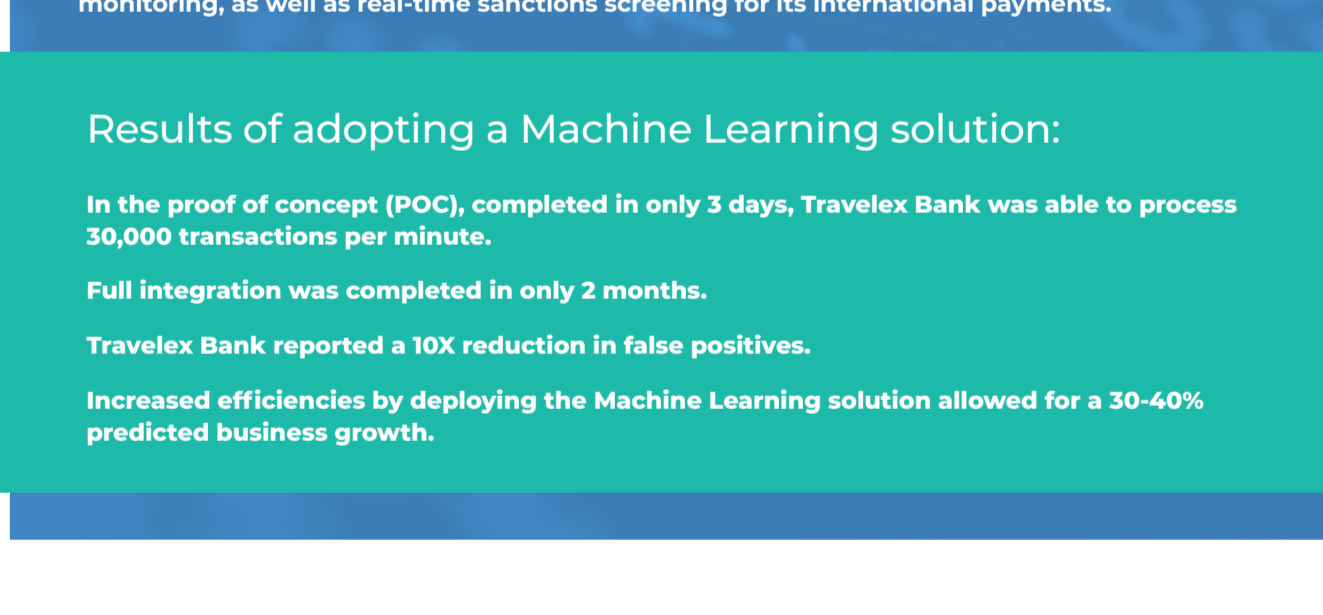 monitoring, as well as real-time sanctions screening for its international payments.
Results of adopting a Machine Learning solution:
In the proof of concept (POC), completed in only 3 days, Travelex Bank was able to process
30,000 transactions per minute.
Full integration was completed in only 2 months.
Travelex Bank reported a 10X reduction in false positives.
Increased efficiencies by deploying the Machine Learning solution allowed for a 30-40%
predicted business growth.